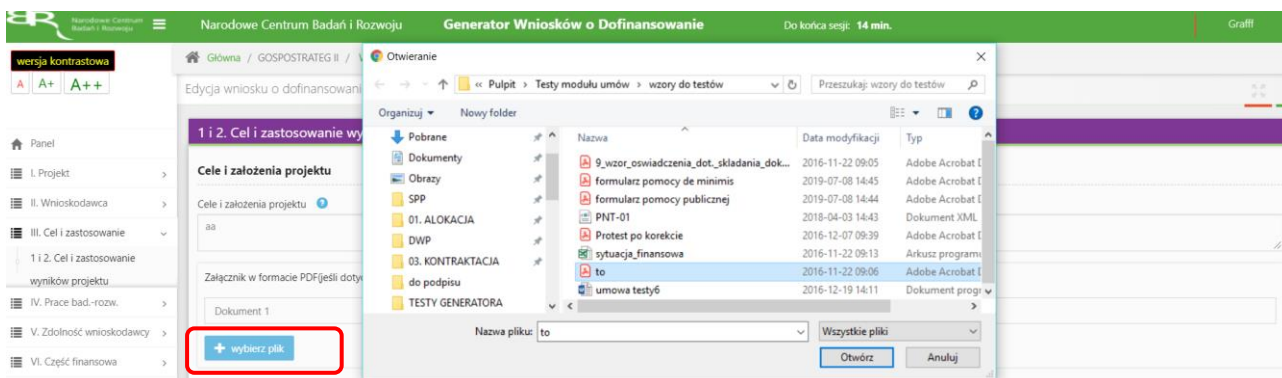 BR Narodowe Centrum
Badań i Rozwoju
Narodowe Centrum Badań i Rozwoju
Generator Wniosków o Dofinansowanie
Do końca sesji: 14 min.
Grafff
wersja kontrastowa
A A+ A++
Główna / GOSPOSTRATEG II /
Edycja wniosku o dofinansowani
Panel
I. Projekt
II. Wnioskodawca
III. Cel i zastosowanie
1 i 2. Cel i zastosowanie
wyników projektu
IV. Prace bad.-rozw.
V. Zdolność wnioskodawcy
VI. Część finansowa
1 i 2. Cel i zastosowanie wy
Cele i założenia projektu
Cele i założenia projektu
aa
Załącznik w formacie PDF(jeśli doty
Dokument 1
+ wybierz plik
Otwieranie
« Pulpit > Testy modułu umów > wzory do testów
Przeszukaj: wzory do testów
Organizuj
Nowy folder
Pobrane
Dokumenty
Obrazy
SPP
01. ALOKACJA
DWP
03. KONTRAKTACJA
do podpisu
TESTY GENERATORA
Nazwa Data modyfikacji Typ
9_wzor_oswiadczenia_dot._skladania_dok... 2016-11-22 09:05 Adobe Acrobat D
formularz pomocy de minimis 2019-07-08 14:45 Adobe Acrobat D
formularz pomocy publicznej 2019-07-08 14:44 Adobe Acrobat D
PNT-01 2018-04-03 14:43 Dokument XML
Protest po korekcie 2016-12-07 09:39 Adobe Acrobat D
sytuacja_finansowa 2016-11-22 09:13 Arkusz programu
to 2016-11-22 09:06 Adobe Acrobat D
umowa testy6 2016-12-19 14:11 Dokument progr
Nazwa pliku: to
Wszystkie pliki
Otwórz
Anuluj